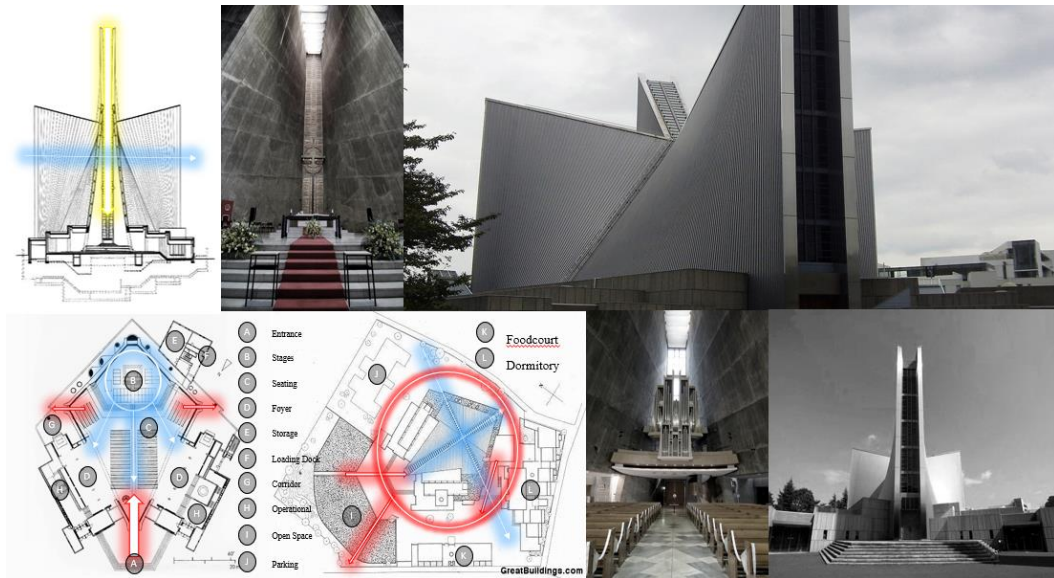 A
Entrance
B
Stages
C
Seating
D
Foyer
E
Storage
F
Loading Dock
G
Corridor
H
Operational
I
Open Space
J
Parking
K
Foodcourt
L
Dormitory
E
B
G
C
G
D
D
H
H
A
J
L
I
K
GreatBuildings.com